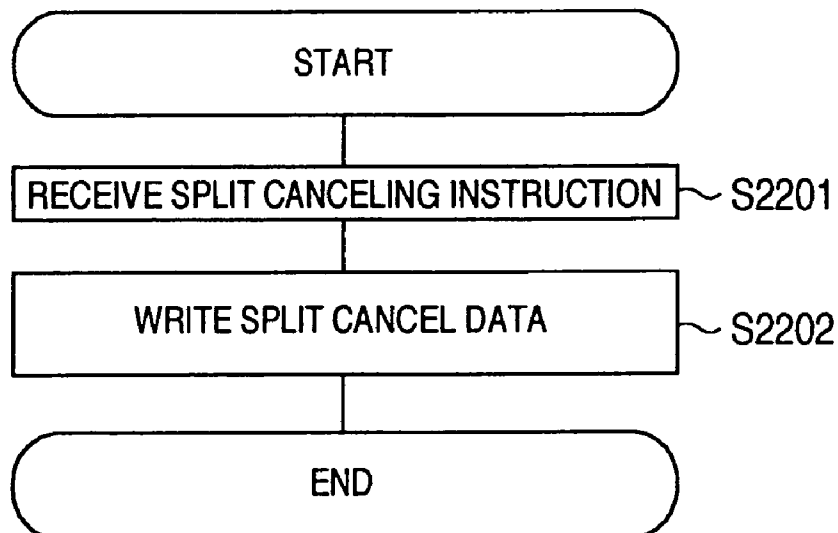 START
RECEIVE SPLIT CANCELING INSTRUCTION
S2201
WRITE SPLIT CANCEL DATA
S2202
END